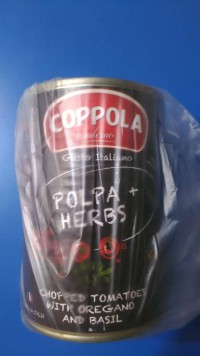 COPPOLA
Gusto Italiano
POLPA +
HERBS
CHOPPED TOMATOES
WITH OREGANO
AND BASIL